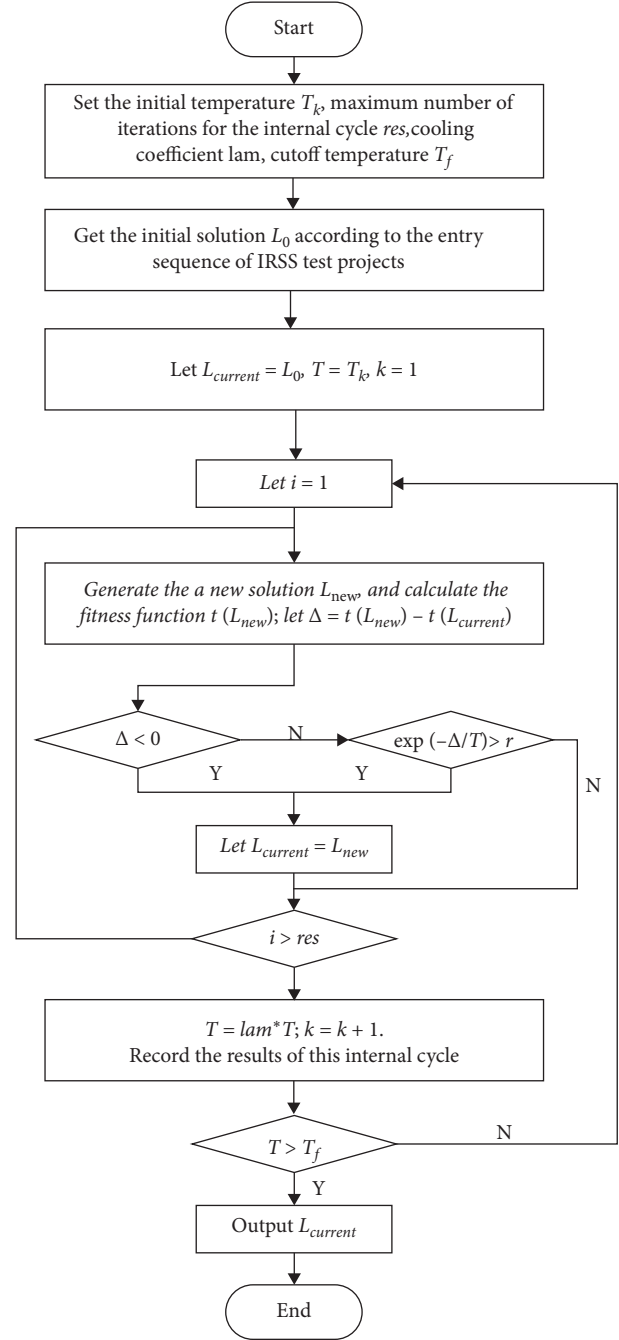 Start
Set the initial temperature T_k, maximum number of
iterations for the internal cycle res,cooling
coefficient lam, cutoff temperature T_f
Get the initial solution L_0 according to the entry
sequence of IRSS test projects
Let L_current = L_0, T = T_k, k = 1
Let i = 1
Generate the a new solution L_new, and calculate the
fitness function t (L_new); let Δ = t (L_new) – t (L_current)
Δ < 0
N
exp (–Δ/T)> r
Y
Y
N
Let L_current = L_new
i > res
T = lam*T; k = k + 1.
Record the results of this internal cycle
T > T_f
N
Y
Output L_current
End